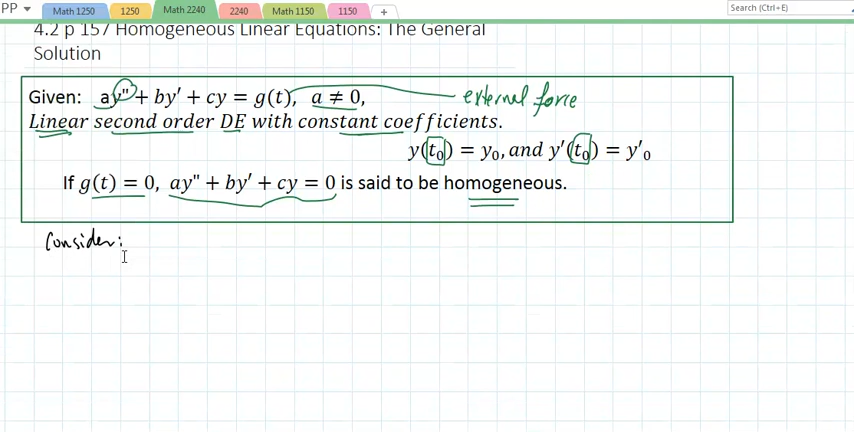 PP
Math 1250 1250 Math 2240 2240 Math 1150 1150 +
Search (Ctrl+E)
4.2 p 157 Homogeneous Linear Equations: The General
Solution
Given: ay" + by′ + cy = g(t), a ≠ 0,
external force
Linear second order DE with constant coefficients.
y(t₀) = y₀, and y′(t₀) = y′₀
If g(t) = 0, ay" + by′ + cy = 0 is said to be homogeneous.
Consider: